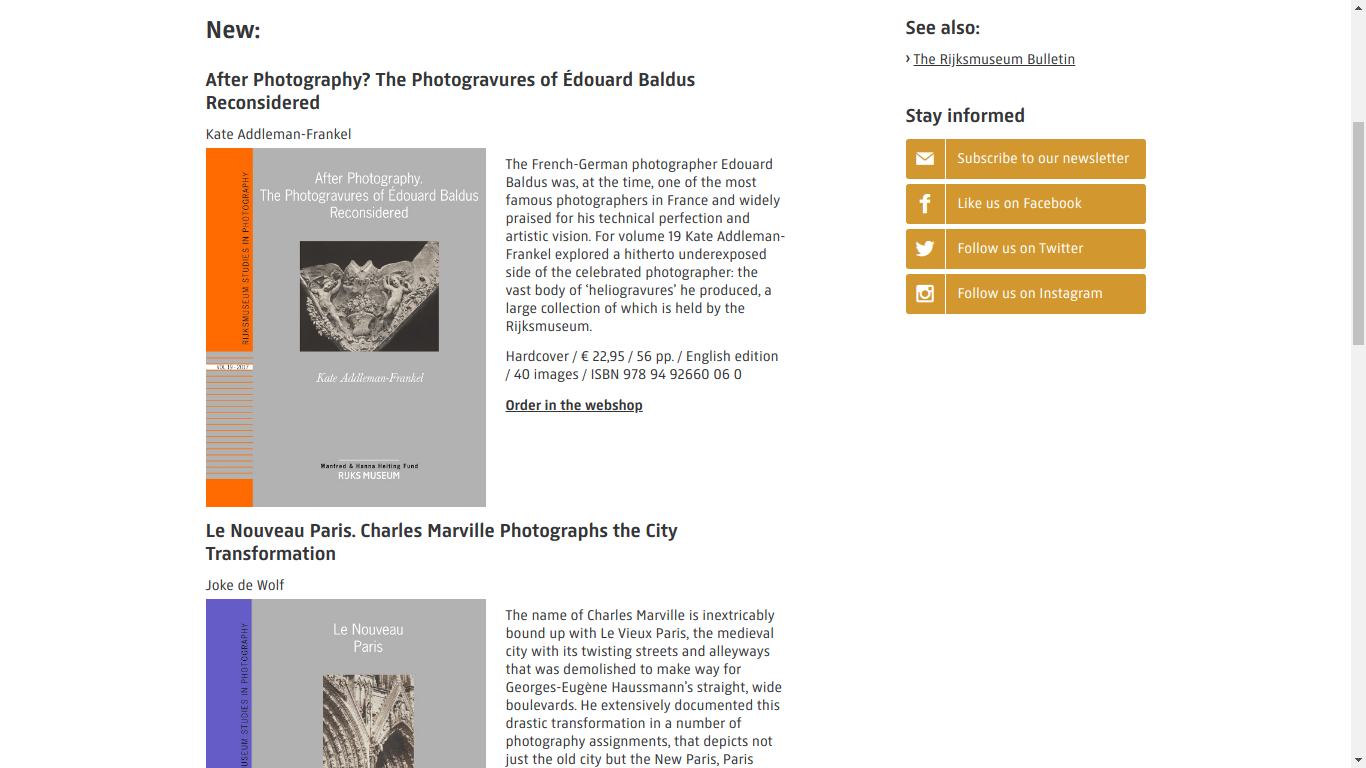 New:
After Photography? The Photogravures of Édouard Baldus
Reconsidered
Kate Addleman-Frankel
RIJKSMUSEUM STUDIES IN PHOTOGRAPHY
VOL 19 - 2017
After Photography.
The Photogravures of Édouard Baldus
Reconsidered
Kate Addleman-Frankel
Manfred & Hanna Heiting Fund
RIJKS MUSEUM
The French-German photographer Edouard
Baldus was, at the time, one of the most
famous photographers in France and widely
praised for his technical perfection and
artistic vision. For volume 19 Kate Addleman-
Frankel explored a hitherto underexposed
side of the celebrated photographer: the
vast body of ‘heliogravures’ he produced, a
large collection of which is held by the
Rijksmuseum.
Hardcover / € 22,95 / 56 pp. / English edition
/ 40 images / ISBN 978 94 92660 06 0
Order in the webshop
Le Nouveau Paris. Charles Marville Photographs the City
Transformation
Joke de Wolf
USEUM STUDIES IN PHOTOGRAPHY
Le Nouveau
Paris
The name of Charles Marville is inextricably
bound up with Le Vieux Paris, the medieval
city with its twisting streets and alleyways
that was demolished to make way for
Georges-Eugène Haussmann’s straight, wide
boulevards. He extensively documented this
drastic transformation in a number of
photography assignments, that depicts not
just the old city but the New Paris, Paris
See also:
› The Rijksmuseum Bulletin
Stay informed
Subscribe to our newsletter
Like us on Facebook
Follow us on Twitter
Follow us on Instagram